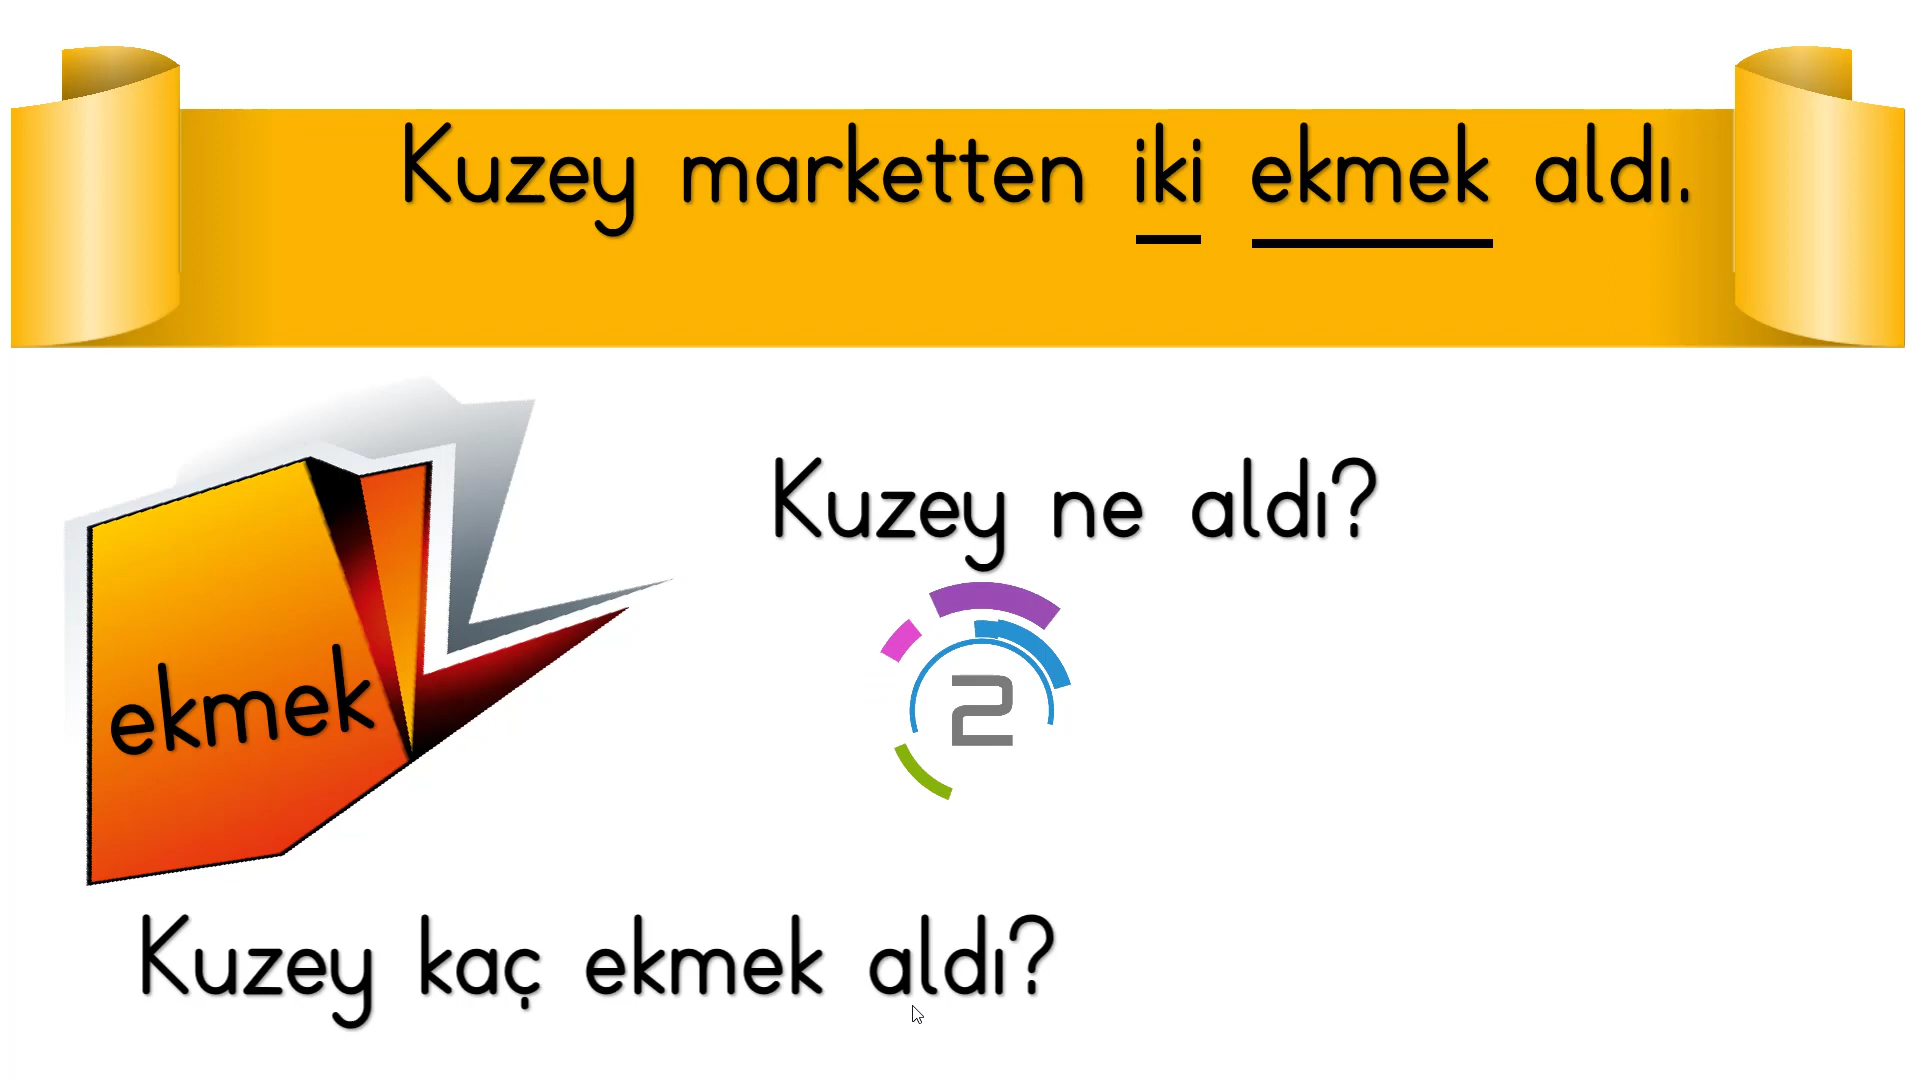 Kuzey marketten iki ekmek aldı.
Kuzey ne aldı?
2
ekmek
Kuzey kaç ekmek aldı?